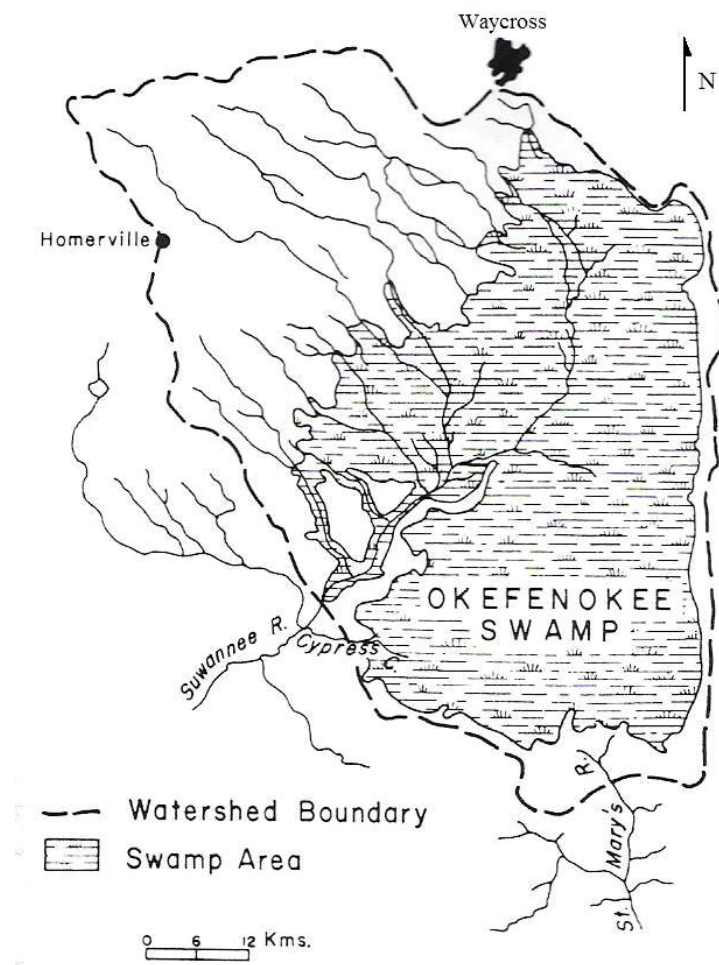 Waycross
N
Homerville
OKEFENOKEE
SWAMP
Suwannee R.
Cypress C.
St. Mary's R.
Watershed Boundary
Swamp Area
0 6 12 Kms.